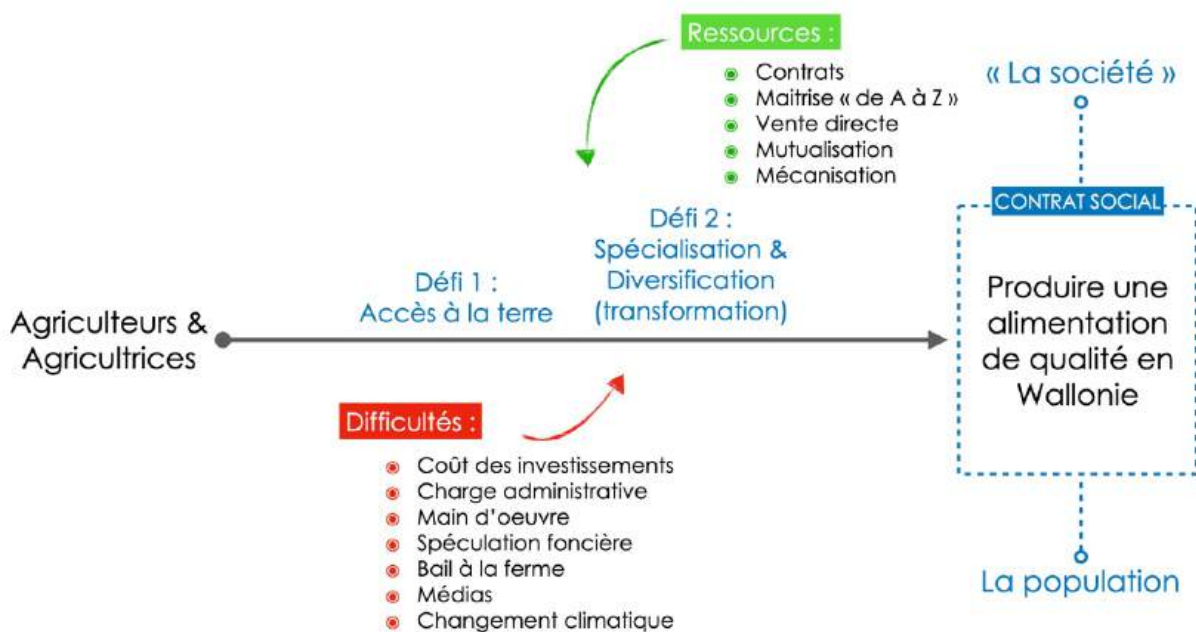 Ressources :
Contrats
Maitrise « de A à Z »
Vente directe
Mutualisation
Mécanisation
« La société »
CONTRAT SOCIAL
Produire une
alimentation
de qualité en
Wallonie
La population
Défi 1 :
Accès à la terre
Défi 2 :
Spécialisation &
Diversification
(transformation)
Agriculteurs &
Agricultrices
Difficultés :
Coût des investissements
Charge administrative
Main d'oeuvre
Spéculation foncière
Bail à la ferme
Médias
Changement climatique